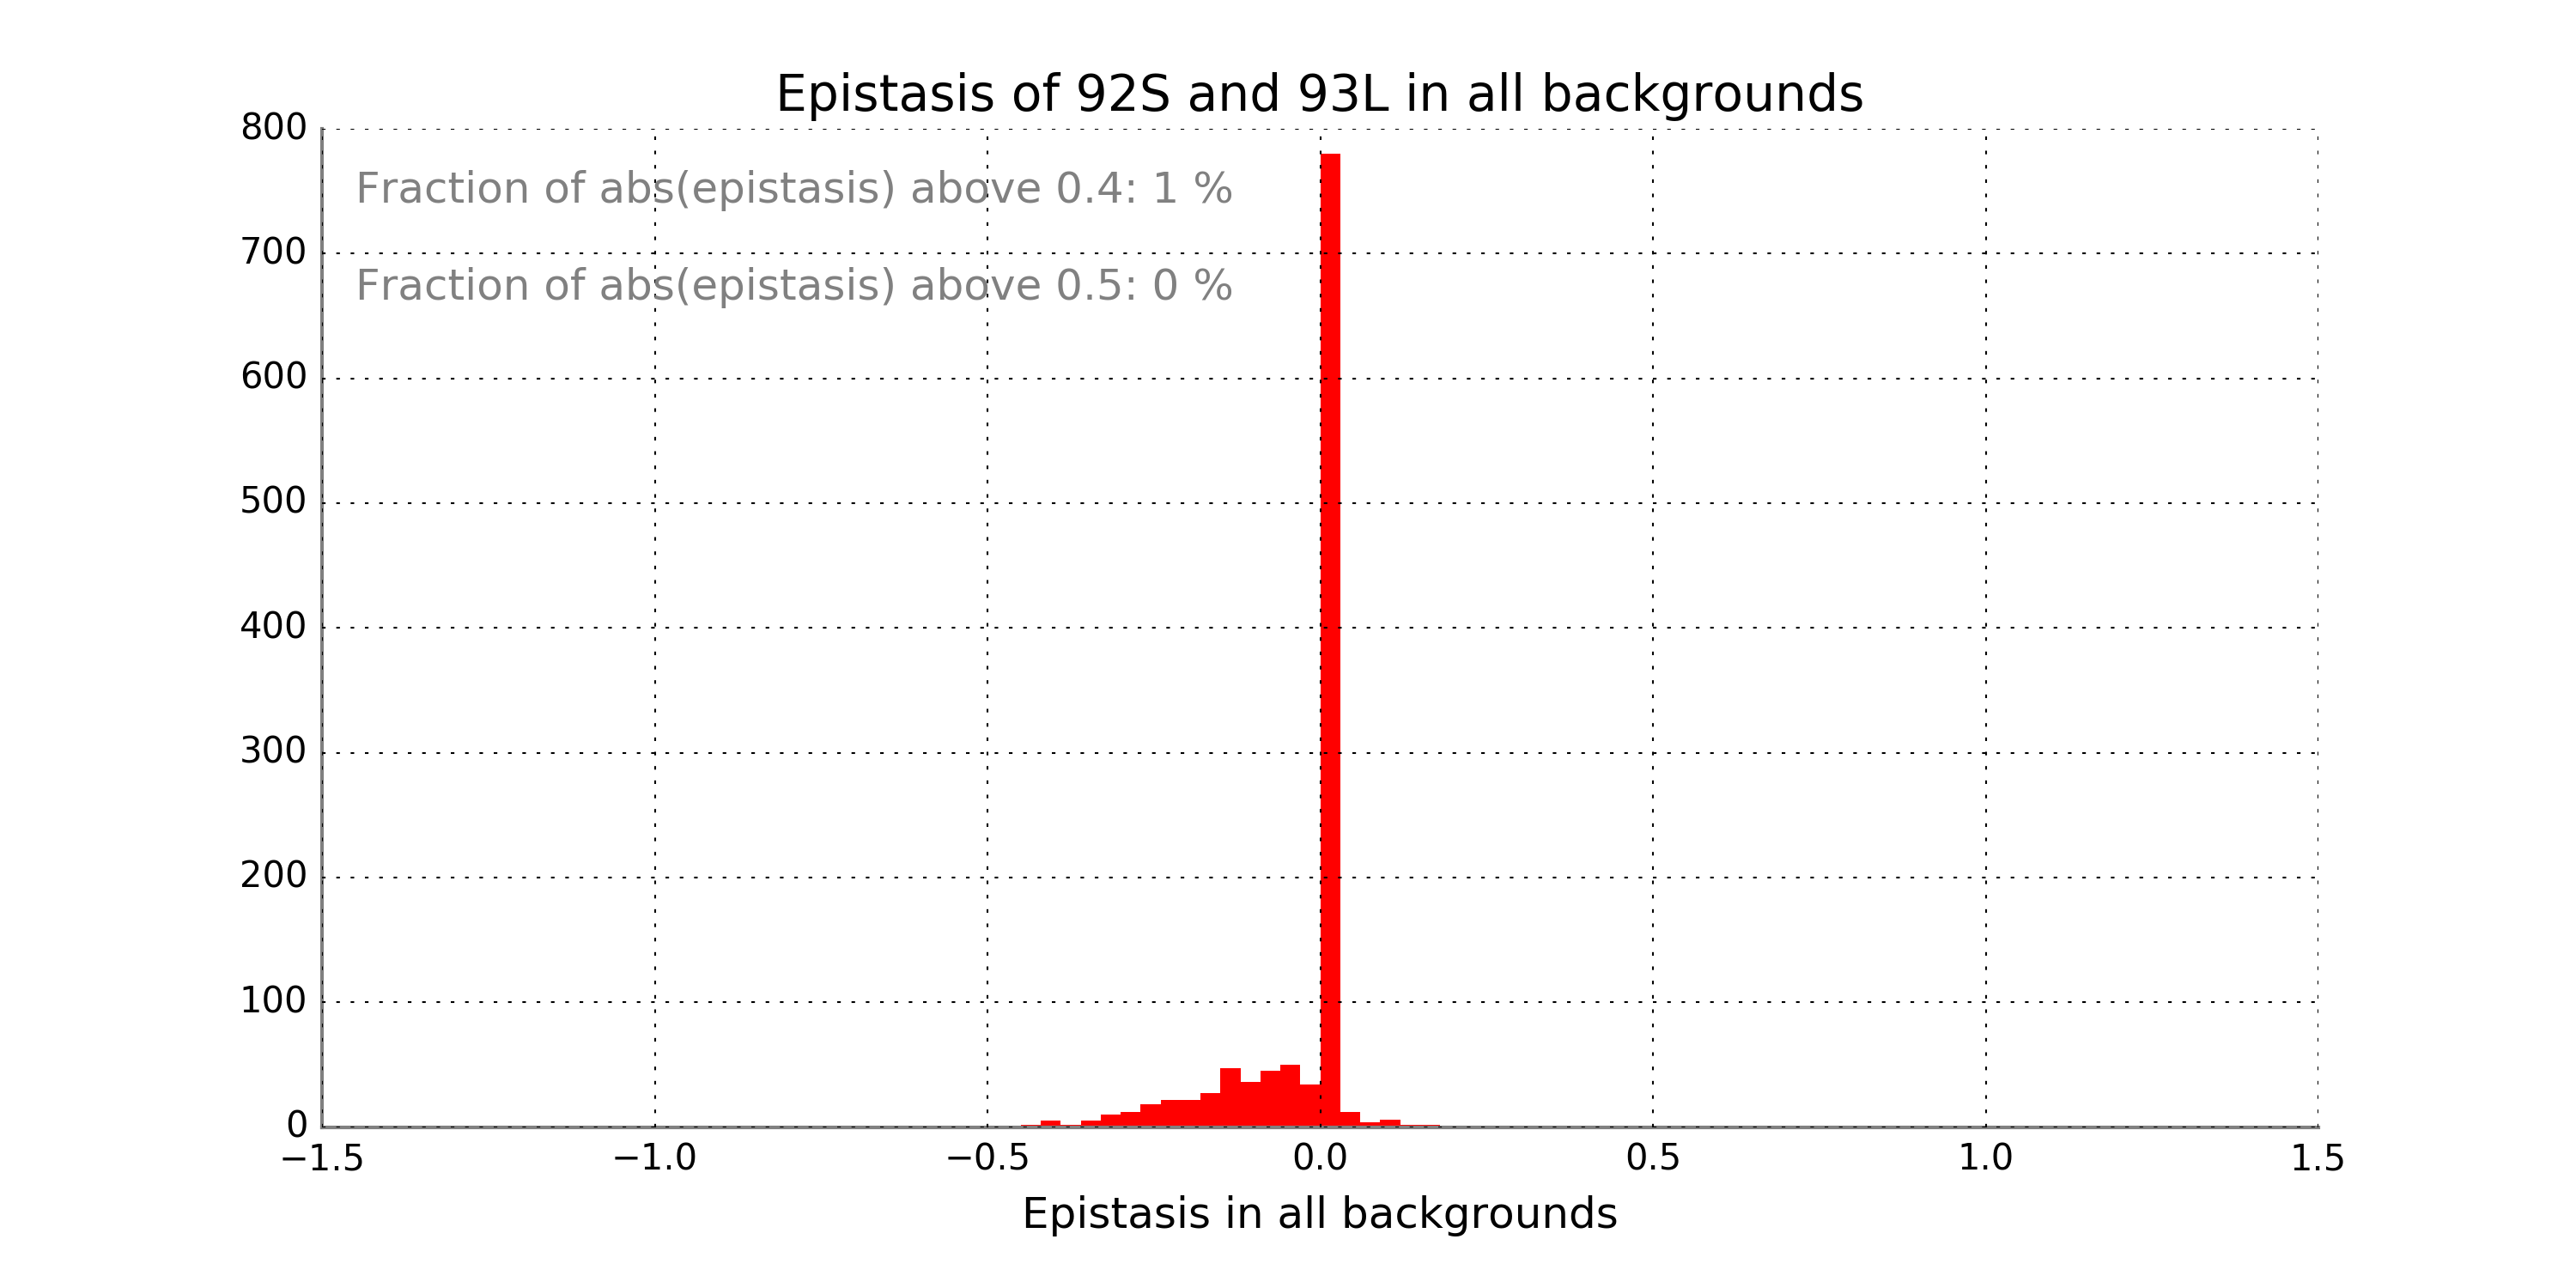 Epistasis of 92S and 93L in all backgrounds
800
Fraction of abs(epistasis) above 0.4: 1 %
700
Fraction of abs(epistasis) above 0.5: 0 %
600
500
400
300
200
100
0
−1.5 −1.0 −0.5 0.0 0.5 1.0 1.5
Epistasis in all backgrounds